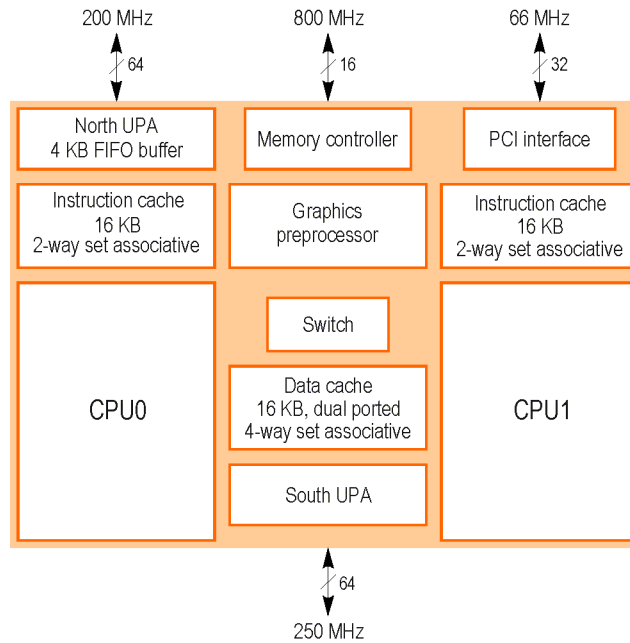 200 MHz
800 MHz
66 MHz
64
16
32
North UPA
4 KB FIFO buffer
Memory controller
PCI interface
Instruction cache
16 KB
2-way set associative
Graphics
preprocessor
Instruction cache
16 KB
2-way set associative
CPU0
Switch
Data cache
16 KB, dual ported
4-way set associative
South UPA
CPU1
64
250 MHz